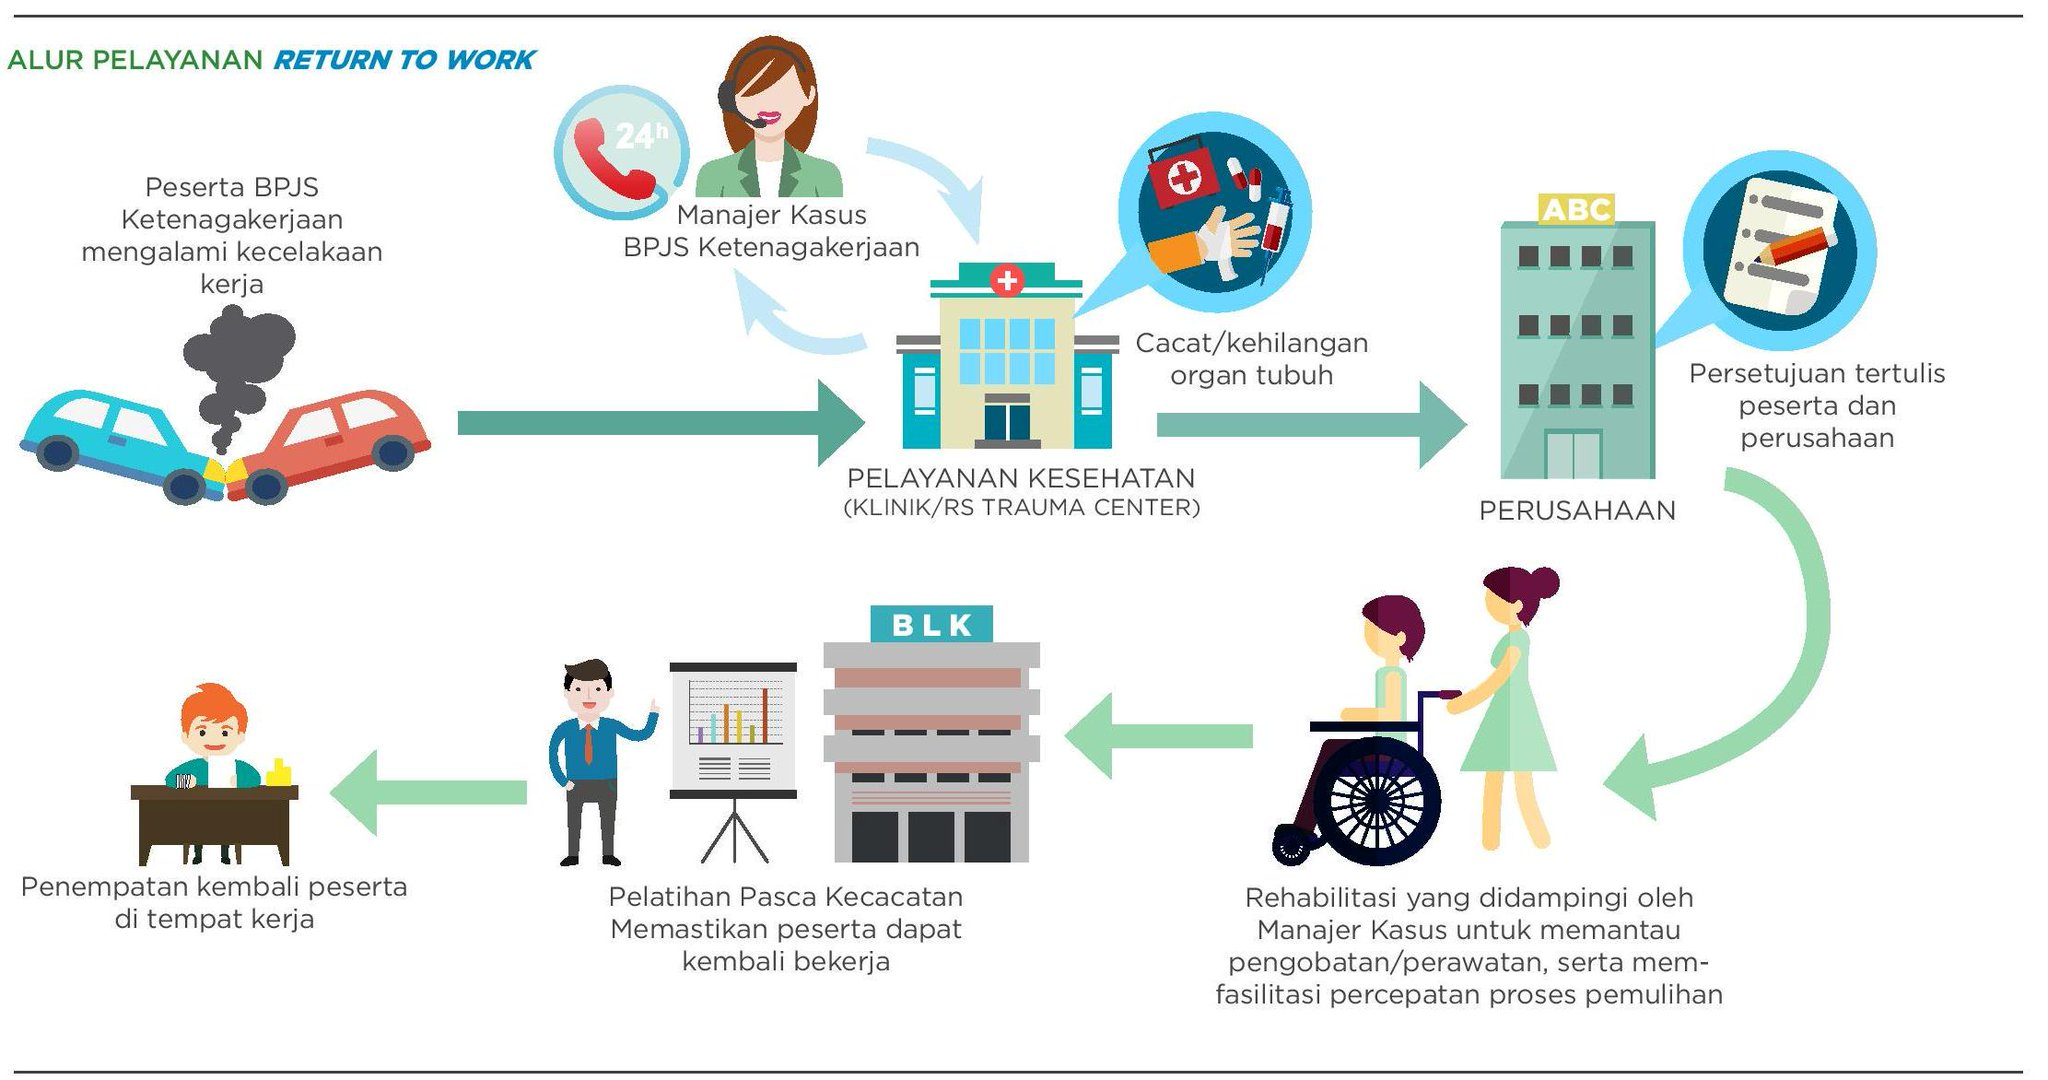 ALUR PELAYANAN RETURN TO WORK
Peserta BPJS
Ketenagakerjaan
mengalami kecelakaan
kerja
24h
Manajer Kasus
BPJS Ketenagakerjaan
Cacat/kehilangan
organ tubuh
PELAYANAN KESEHATAN
(KLINIK/RS TRAUMA CENTER)
ABC
PERUSAHAAN
Persetujuan tertulis
peserta dan
perusahaan
Rehabilitasi yang didampingi oleh
Manajer Kasus untuk memantau
pengobatan/perawatan, serta mem-
fasilitasi percepatan proses pemulihan
BLK
Pelatihan Pasca Kecacatan
Memastikan peserta dapat
kembali bekerja
Penempatan kembali peserta
di tempat kerja